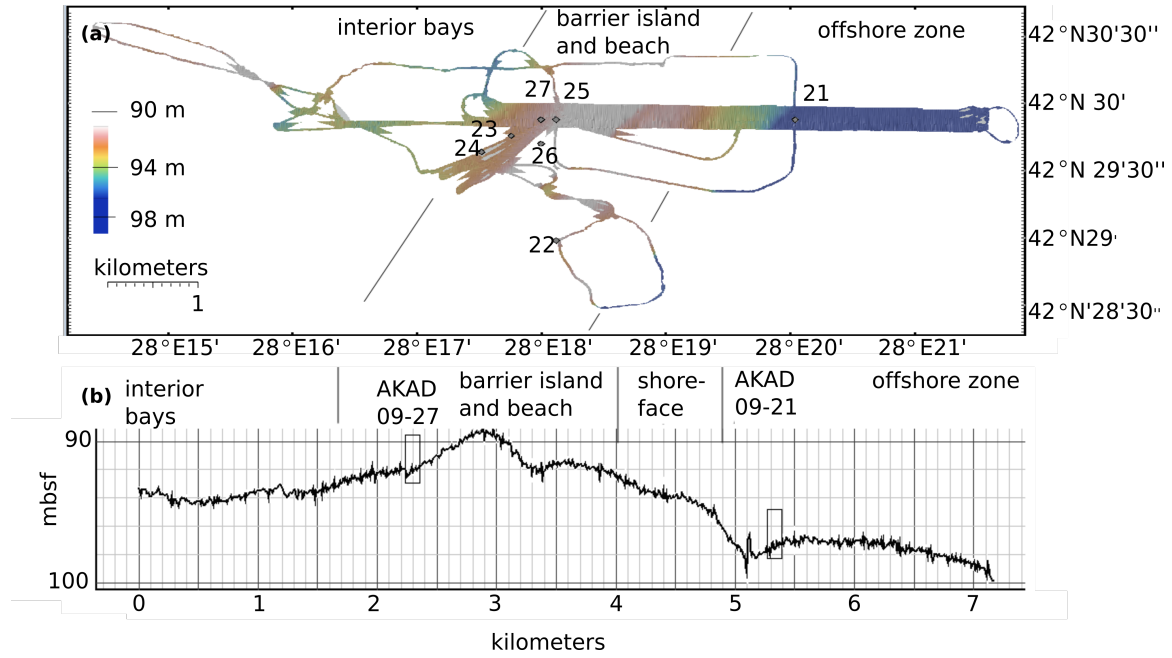 (a)
interior bays
barrier island
and beach
offshore zone
42°N30'30''
42°N 30'
42°N 29'30''
42°N29'
42°N'28'30''
90 m
94 m
98 m
kilometers
1
27
25
21
23
24
26
22
28°E15'
28°E16'
28°E17'
28°E18'
28°E19'
28°E20'
28°E21'
(b)
interior
bays
AKAD
09-27
barrier island
and beach
shore-
face
AKAD
09-21
offshore zone
90
mbsf
100
0
1
2
3
4
5
6
7
kilometers